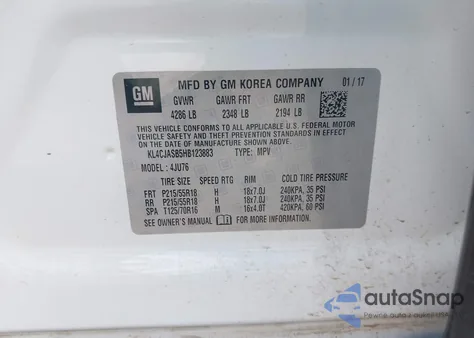 GM
MFD BY GM KOREA COMPANY 01/17
GVWR GAWR FRT GAWR RR
4286 LB 2348 LB 2194 LB
THIS VEHICLE CONFORMS TO ALL APPLICABLE U.S. FEDERAL MOTOR
VEHICLE SAFETY, BUMPER, AND THEFT PREVENTION STANDARDS IN
EFFECT ON THE DATE OF MANUFACTURE SHOWN ABOVE.
KL4CJASB5HB123883 TYPE: MPV
MODEL: 4JU76
TIRE SIZE SPEED RTG RIM COLD TIRE PRESSURE
FRT P215/55R18 H 18x7.0J 240KPA, 35 PSI
RR P215/55R18 H 18x7.0J 240KPA, 35 PSI
SPA T125/70R16 M 16x4.0T 420KPA, 60 PSI
SEE OWNER'S MANUAL FOR ADDITIONAL INFORMATION
autoSnap